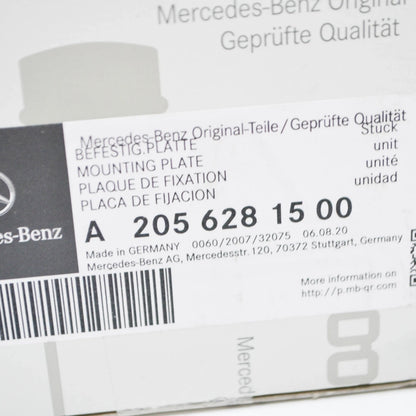 Mercedes-Benz Original
Geprüfte Qualität
Mercedes-Benz Original-Teile/Geprüfte Qualität
BEFESTIG.PLATTE Stück
MOUNTING PLATE unit
PLAQUE DE FIXATION unité
PLACA DE FIJACION unidad
es-Benz
A 205 628 15 00
Made in GERMANY 0060/2007/32075 06.08.20
Mercedes-Benz AG, Mercedesstr.120, 70372 Stuttgart, Germany
More information on
http://p.mb-qr.com
Merced